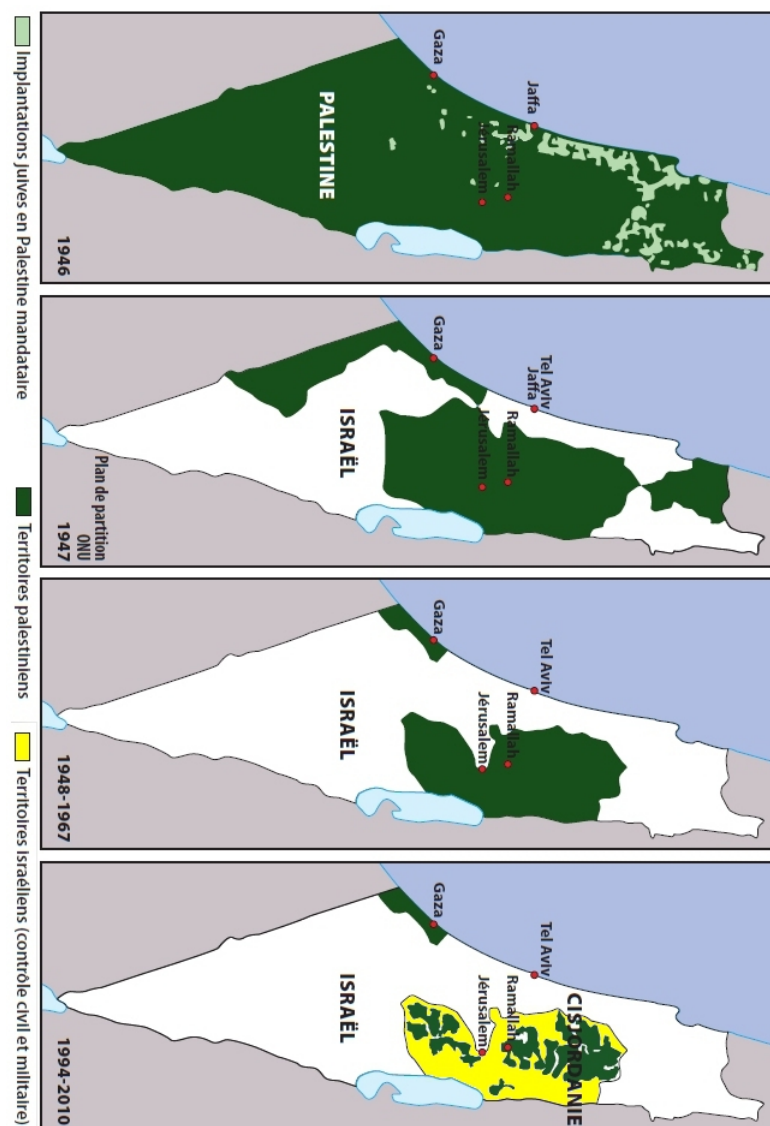 Gaza
Jaffa
Ramallah
Jérusalem
PALESTINE
1946
Gaza
Tel Aviv
Jaffa
Ramallah
Jérusalem
ISRAËL
Plan de partition
ONU
1947
Gaza
Tel Aviv
Ramallah
Jérusalem
ISRAËL
1948-1967
Gaza
Tel Aviv
CISJORDANIE
Ramallah
Jérusalem
ISRAËL
1994-2010
Implantations juives en Palestine mandataire
Territoires palestiniens
Territoires Israéliens (contrôle civil et militaire)